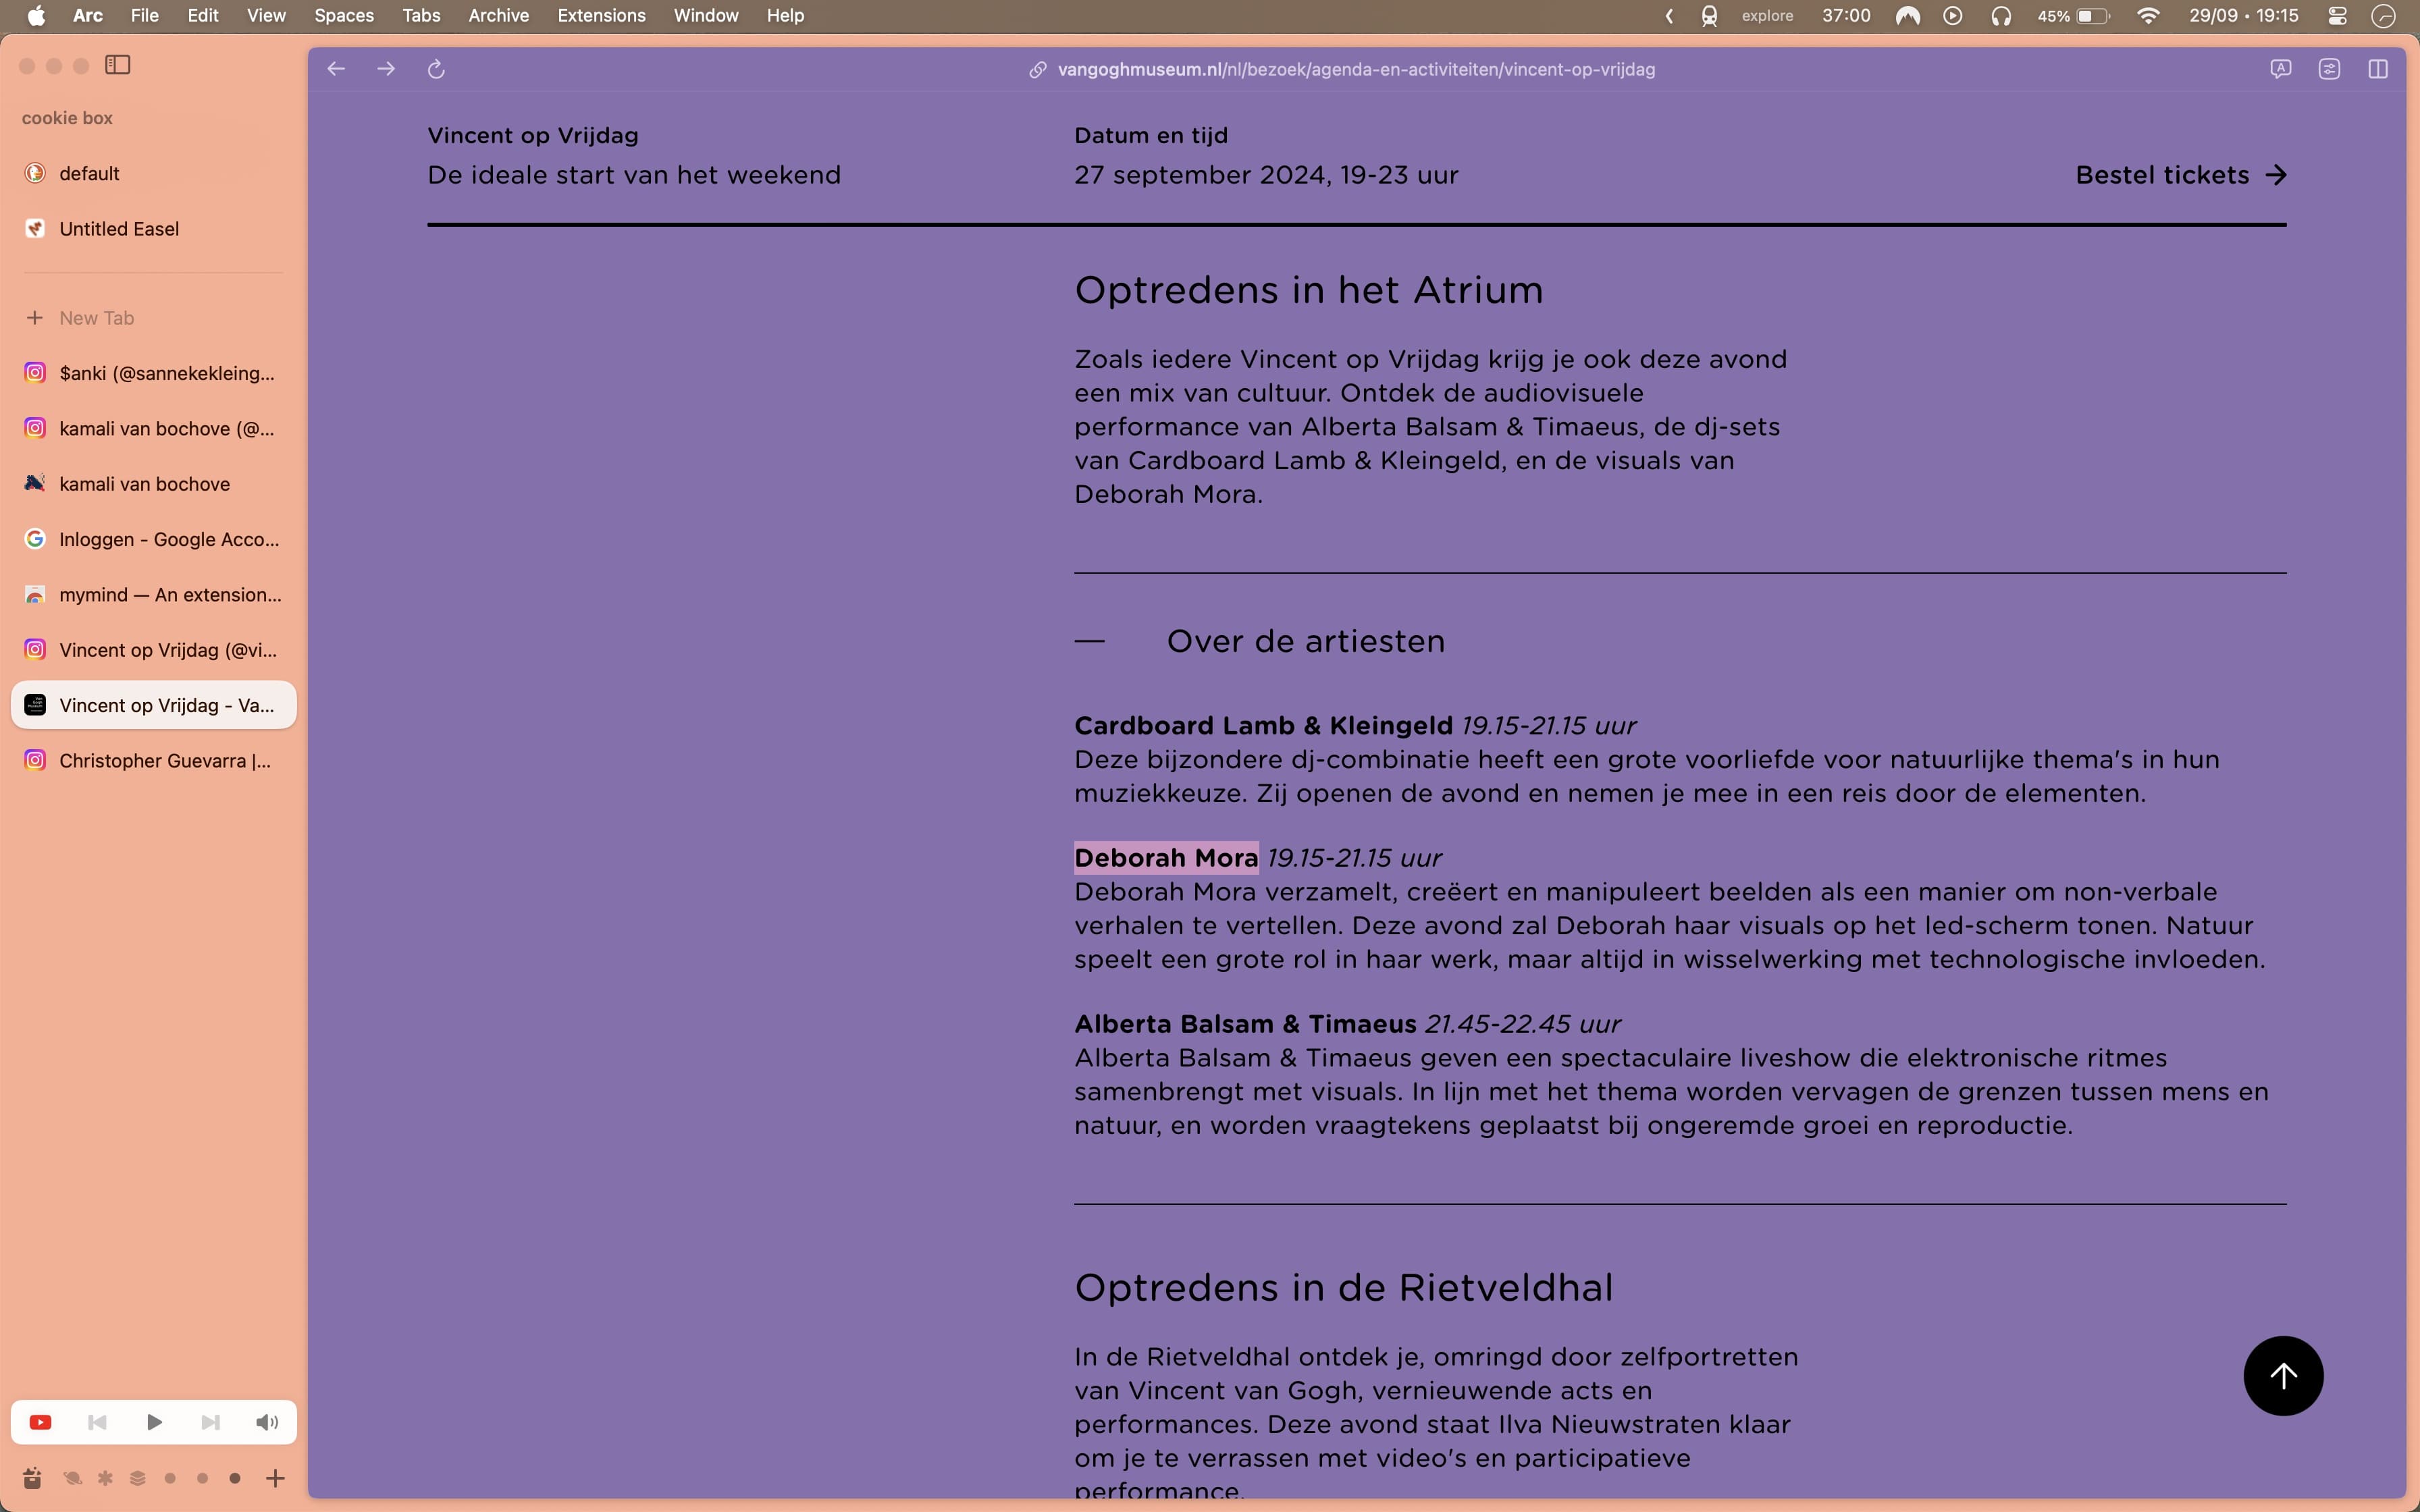 Arc File Edit View Spaces Tabs Archive Extensions Window Help
explore 37:00 45% 29/09 • 19:15
vangoghmuseum.nl/nl/bezoek/agenda-en-activiteiten/vincent-op-vrijdag
cookie box
default
Untitled Easel
New Tab
$anki (@sannekekleing...
kamali van bochove (@...
kamali van bochove
Inloggen - Google Acco...
mymind — An extension...
Vincent op Vrijdag (@vi...
Vincent op Vrijdag - Va...
Christopher Guevarra |...
Vincent op Vrijdag
De ideale start van het weekend
Datum en tijd
27 september 2024, 19-23 uur
Bestel tickets
Optredens in het Atrium
Zoals iedere Vincent op Vrijdag krijg je ook deze avond
een mix van cultuur. Ontdek de audiovisuele
performance van Alberta Balsam & Timaeus, de dj-sets
van Cardboard Lamb & Kleingeld, en de visuals van
Deborah Mora.
Over de artiesten
Cardboard Lamb & Kleingeld 19.15-21.15 uur
Deze bijzondere dj-combinatie heeft een grote voorliefde voor natuurlijke thema's in hun
muziekkeuze. Zij openen de avond en nemen je mee in een reis door de elementen.
Deborah Mora 19.15-21.15 uur
Deborah Mora verzamelt, creëert en manipuleert beelden als een manier om non-verbale
verhalen te vertellen. Deze avond zal Deborah haar visuals op het led-scherm tonen. Natuur
speelt een grote rol in haar werk, maar altijd in wisselwerking met technologische invloeden.
Alberta Balsam & Timaeus 21.45-22.45 uur
Alberta Balsam & Timaeus geven een spectaculaire liveshow die elektronische ritmes
samenbrengt met visuals. In lijn met het thema worden vervagen de grenzen tussen mens en
natuur, en worden vraagtekens geplaatst bij ongeremde groei en reproductie.
Optredens in de Rietveldhal
In de Rietveldhal ontdek je, omringd door zelfportretten
van Vincent van Gogh, vernieuwende acts en
performances. Deze avond staat Ilva Nieuwstraten klaar
om je te verrassen met video's en participatieve
performance.